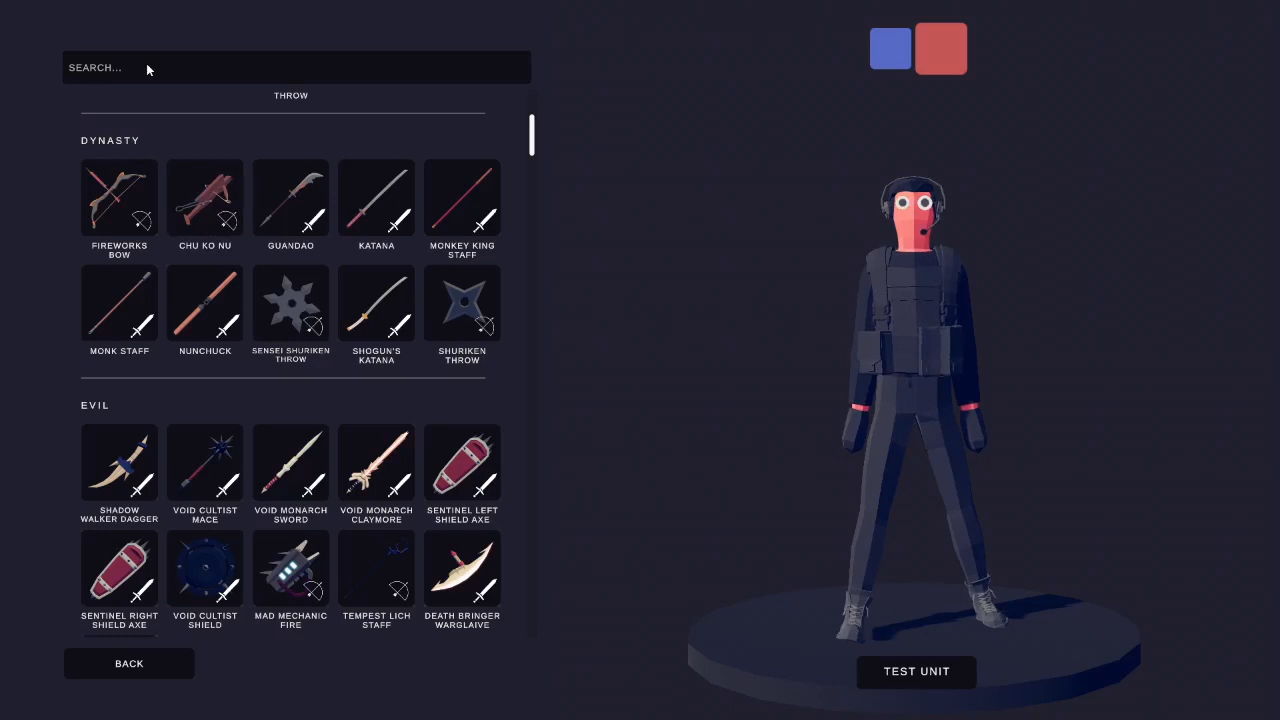 SEARCH...
THROW
DYNASTY
FIREWORKS BOW
CHU KO NU
GUANDAO
KATANA
MONKEY KING STAFF
MONK STAFF
NUNCHUCK
SENSEI SHURIKEN THROW
SHOGUN'S KATANA
SHURIKEN THROW
EVIL
SHADOW WALKER DAGGER
VOID CULTIST MACE
VOID MONARCH SWORD
VOID MONARCH CLAYMORE
SENTINEL LEFT SHIELD AXE
SENTINEL RIGHT SHIELD AXE
VOID CULTIST SHIELD
MAD MECHANIC FIRE
TEMPEST LICH STAFF
DEATH BRINGER WARGLAIVE
BACK
TEST UNIT